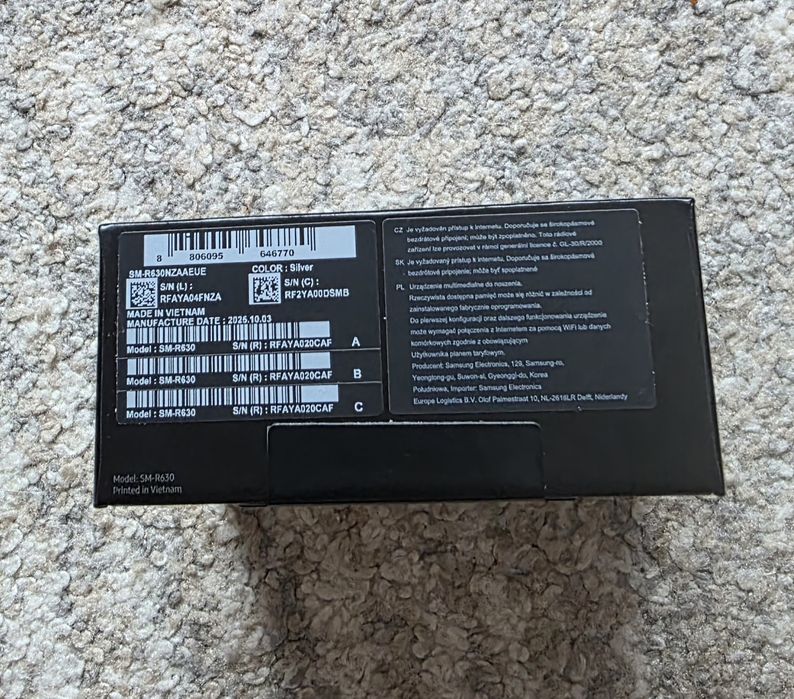 8 806095 646770
SM-R630NZAAEUE COLOR : Silver
S/N (L) :
RFAYA04FNZA
S/N (C) :
RF2YA00DSMB
MADE IN VIETNAM
MANUFACTURE DATE : 2025.10.03
Model : SM-R630 S/N (R) : RFAYA020CAF A
Model : SM-R630 S/N (R) : RFAYA020CAF B
Model : SM-R630 S/N (R) : RFAYA020CAF C
CZ Je vyžadován přístup k internetu. Doporučuje sa širokopásmové
bezdrátové připojení; může být zpoplatněno. Toto rádiové
zařízení lze provozovat v rámci generální licence č. GL-30/R/2000
SK Je vyžadovaný prístup k internetu, Doporučuje sa širokopásmové
bezdrôtové pripojenie; môže byť spoplatnené
PL Urządzenie multimedialne do noszenia.
Rzeczywista dostępna pamięć może się różnić w zależności od
zainstalowanego fabrycznie oprogramowania.
Do pierwszej konfiguracji oraz dalszego funkcjonowania urządzenie
może wymagać połączenia z Internetem za pomocą WiFi lub danych
komórkowych zgodnie z obowiązującym
Użytkownika planem taryfowym.
Producent: Samsung Electronics, 129, Samsung-ro,
Yeongtong-gu, Suwon-si, Gyeonggi-do, Korea
Południowa, Importer: Samsung Electronics
Europe Logistics B.V. Olof Palmestraat 10, NL-2616LR Delft, Niderlandy
Model: SM-R630
Printed in Vietnam